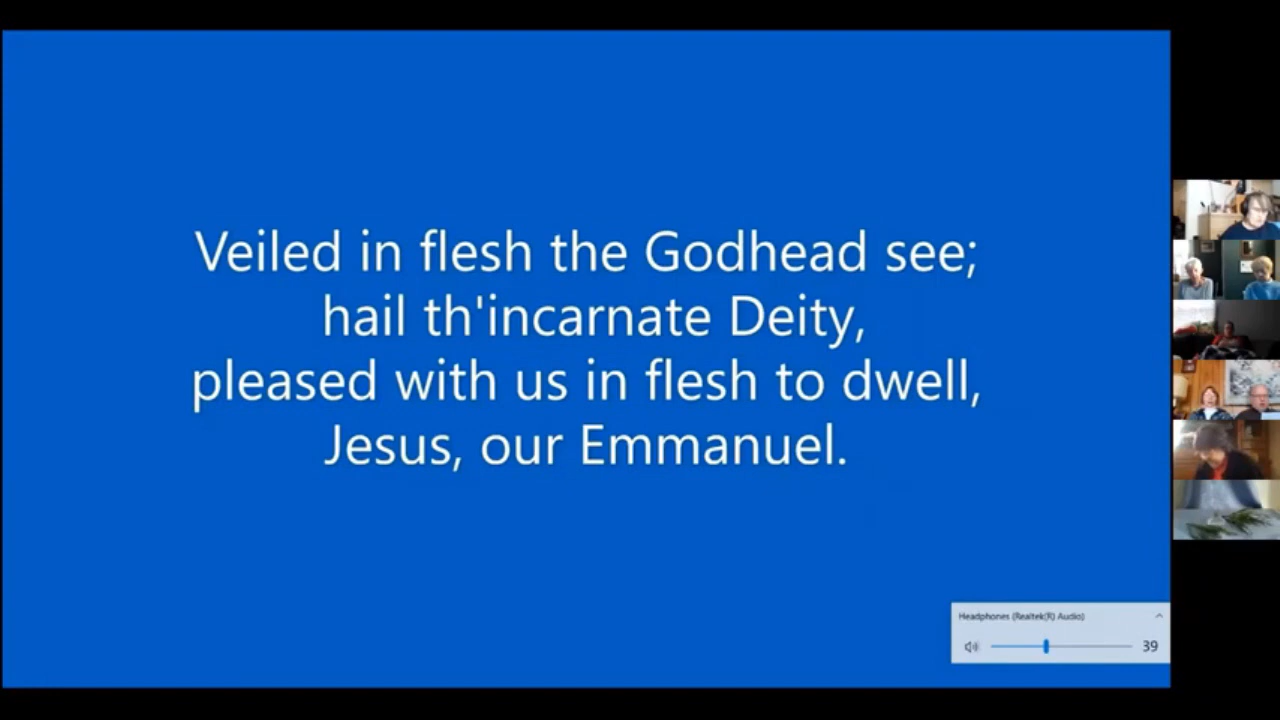 Veiled in flesh the Godhead see;
hail th'incarnate Deity,
pleased with us in flesh to dwell,
Jesus, our Emmanuel.
Headphones (Realtek(R) Audio)
39